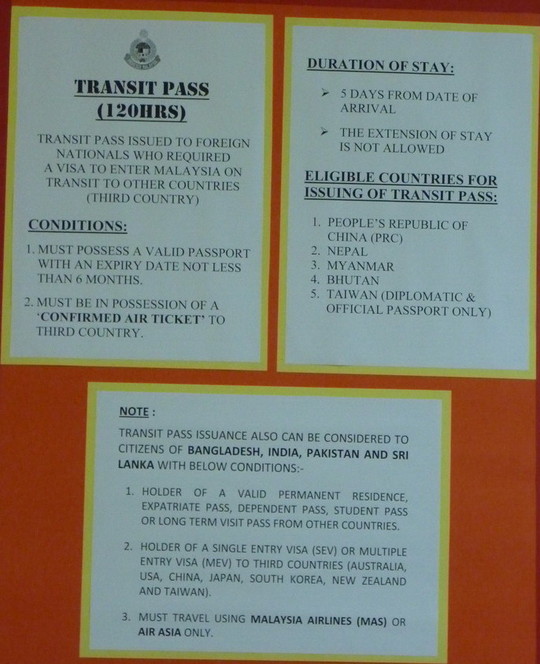 TRANSIT PASS
(120HRS)
TRANSIT PASS ISSUED TO FOREIGN
NATIONALS WHO REQUIRED
A VISA TO ENTER MALAYSIA ON
TRANSIT TO OTHER COUNTRIES
(THIRD COUNTRY)
CONDITIONS:
1. MUST POSSESS A VALID PASSPORT
WITH AN EXPIRY DATE NOT LESS
THAN 6 MONTHS.
2. MUST BE IN POSSESSION OF A
'CONFIRMED AIR TICKET' TO
THIRD COUNTRY.
DURATION OF STAY:
➢ 5 DAYS FROM DATE OF
ARRIVAL
➢ THE EXTENSION OF STAY
IS NOT ALLOWED
ELIGIBLE COUNTRIES FOR
ISSUING OF TRANSIT PASS:
1. PEOPLE'S REPUBLIC OF
CHINA (PRC)
2. NEPAL
3. MYANMAR
4. BHUTAN
5. TAIWAN (DIPLOMATIC &
OFFICIAL PASSPORT ONLY)
NOTE :
TRANSIT PASS ISSUANCE ALSO CAN BE CONSIDERED TO
CITIZENS OF BANGLADESH, INDIA, PAKISTAN AND SRI
LANKA WITH BELOW CONDITIONS:-
1. HOLDER OF A VALID PERMANENT RESIDENCE,
EXPATRIATE PASS, DEPENDENT PASS, STUDENT PASS
OR LONG TERM VISIT PASS FROM OTHER COUNTRIES.
2. HOLDER OF A SINGLE ENTRY VISA (SEV) OR MULTIPLE
ENTRY VISA (MEV) TO THIRD COUNTRIES (AUSTRALIA,
USA, CHINA, JAPAN, SOUTH KOREA, NEW ZEALAND
AND TAIWAN).
3. MUST TRAVEL USING MALAYSIA AIRLINES (MAS) OR
AIR ASIA ONLY.